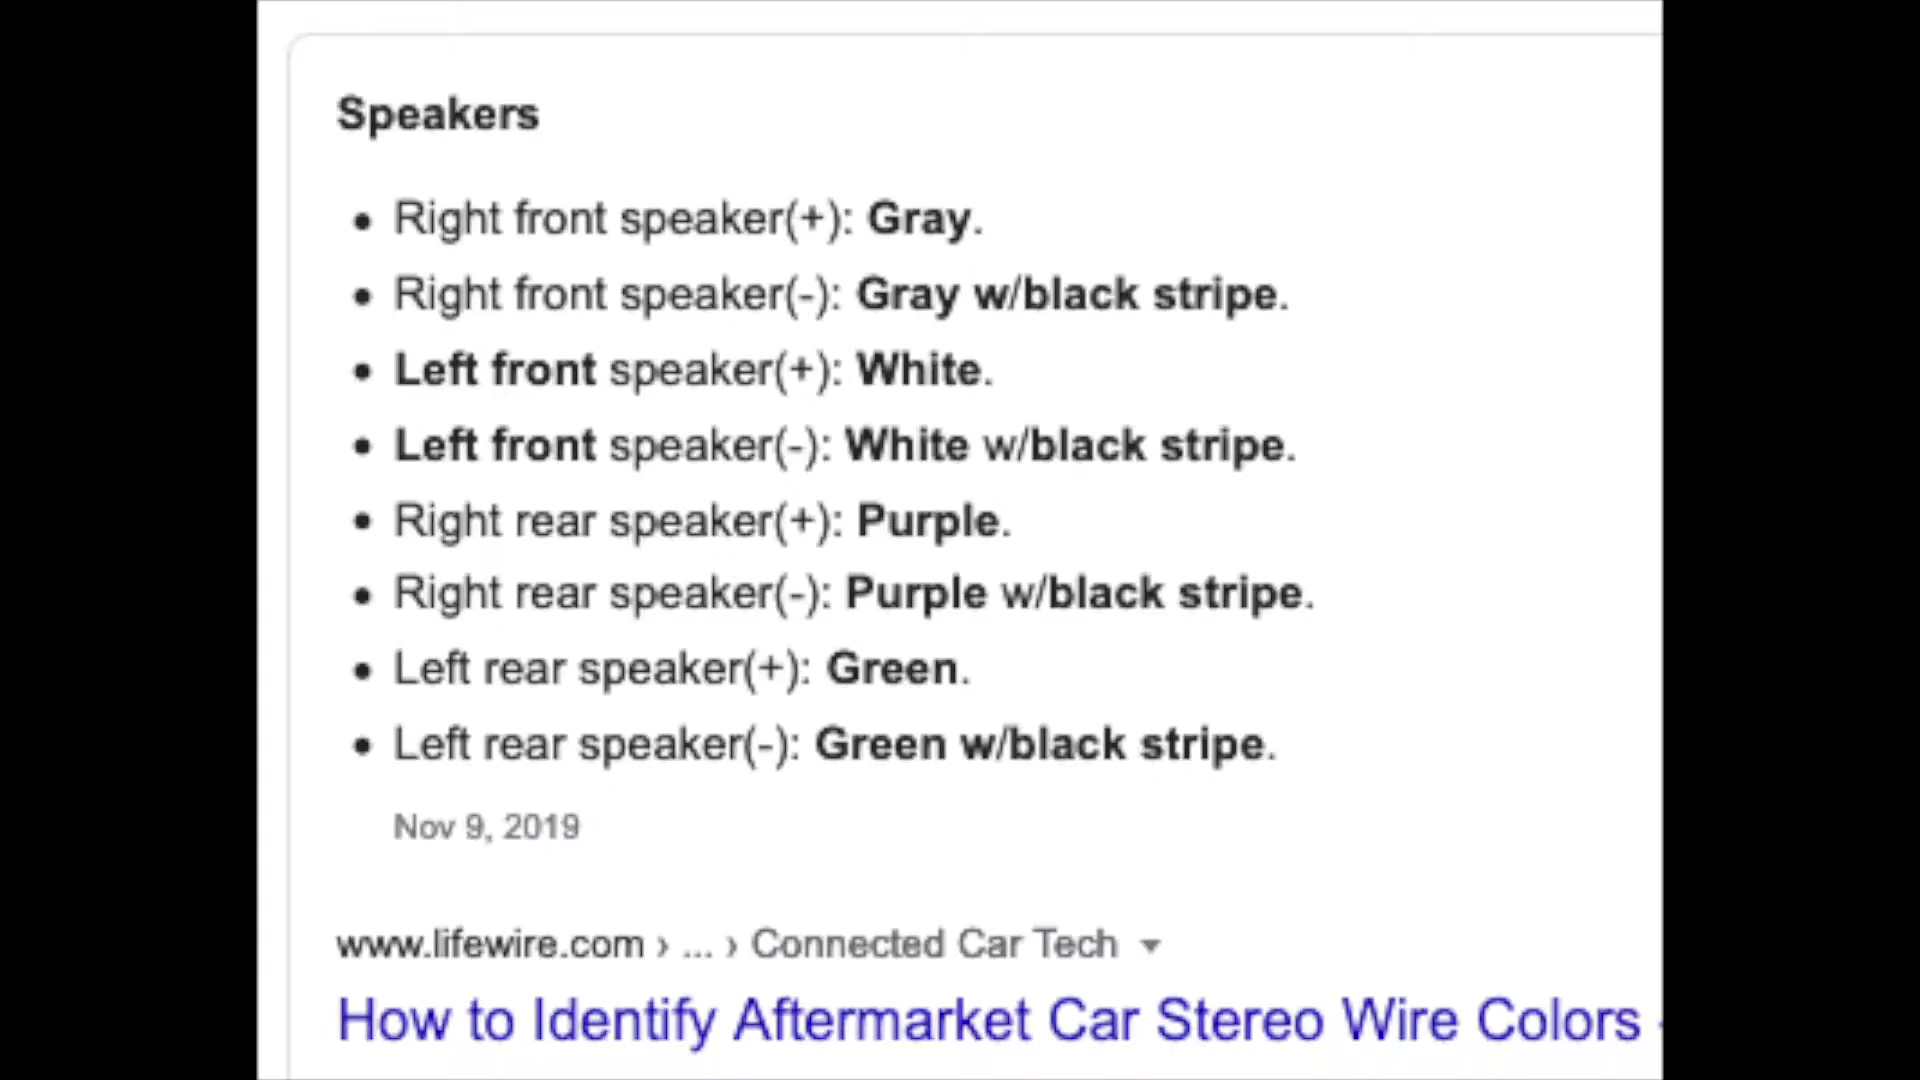 Speakers
• Right front speaker(+): Gray.
• Right front speaker(-): Gray w/black stripe.
• Left front speaker(+): White.
• Left front speaker(-): White w/black stripe.
• Right rear speaker(+): Purple.
• Right rear speaker(-): Purple w/black stripe.
• Left rear speaker(+): Green.
• Left rear speaker(-): Green w/black stripe.
Nov 9, 2019
www.lifewire.com › ... › Connected Car Tech
How to Identify Aftermarket Car Stereo Wire Colors -